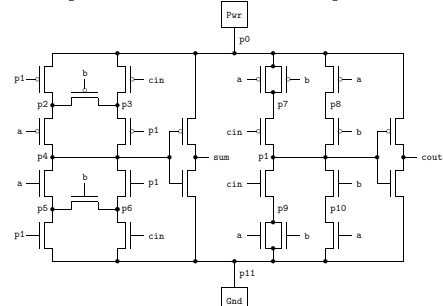 Pwr
p0
p1 b cin a b a
p2 p3 p7 p8
a p1 cin b
p4 sum p1 cout
a p1 cin b
b
p5 p6 p9 p10
p1 cin a b a
p11
Gnd